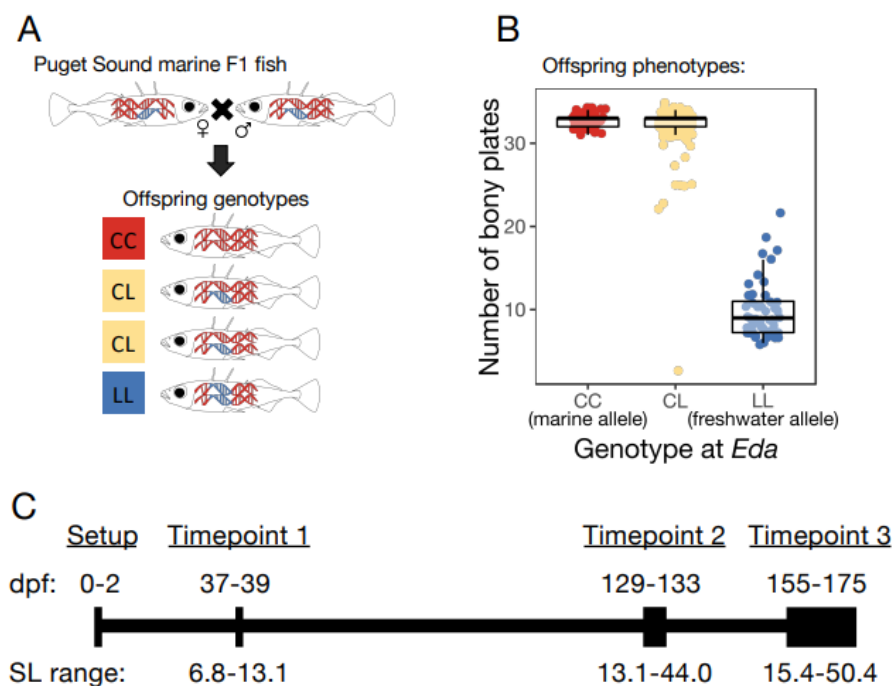 A
Puget Sound marine F1 fish
♀ ♂
Offspring genotypes
CC
CL
CL
LL
B
Offspring phenotypes:
Number of bony plates
30
20
10
CC CL LL
(marine allele) (freshwater allele)
Genotype at Eda
C
Setup Timepoint 1 Timepoint 2 Timepoint 3
dpf: 0-2 37-39 129-133 155-175
SL range: 6.8-13.1 13.1-44.0 15.4-50.4